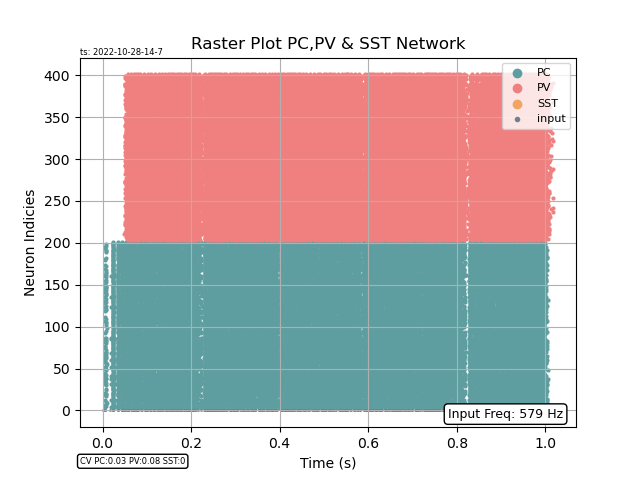 Raster Plot PC,PV & SST Network
ts: 2022-10-28-14-7
PC
PV
SST
input
400
350
300
250
200
150
100
50
0
Neuron Indicies
Input Freq: 579 Hz
0.0 0.2 0.4 0.6 0.8 1.0
Time (s)
CV PC:0.03 PV:0.08 SST:0